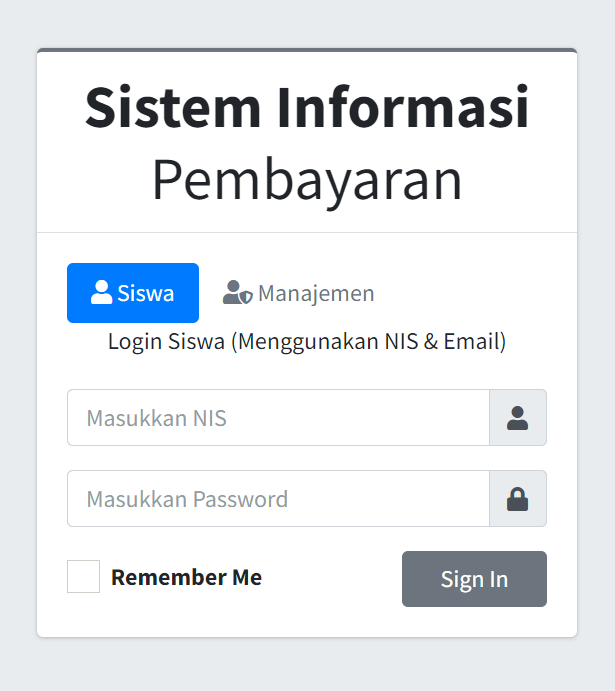 Sistem Informasi
Pembayaran
Siswa Manajemen
Login Siswa (Menggunakan NIS & Email)
Masukkan NIS
Masukkan Password
Remember Me Sign In